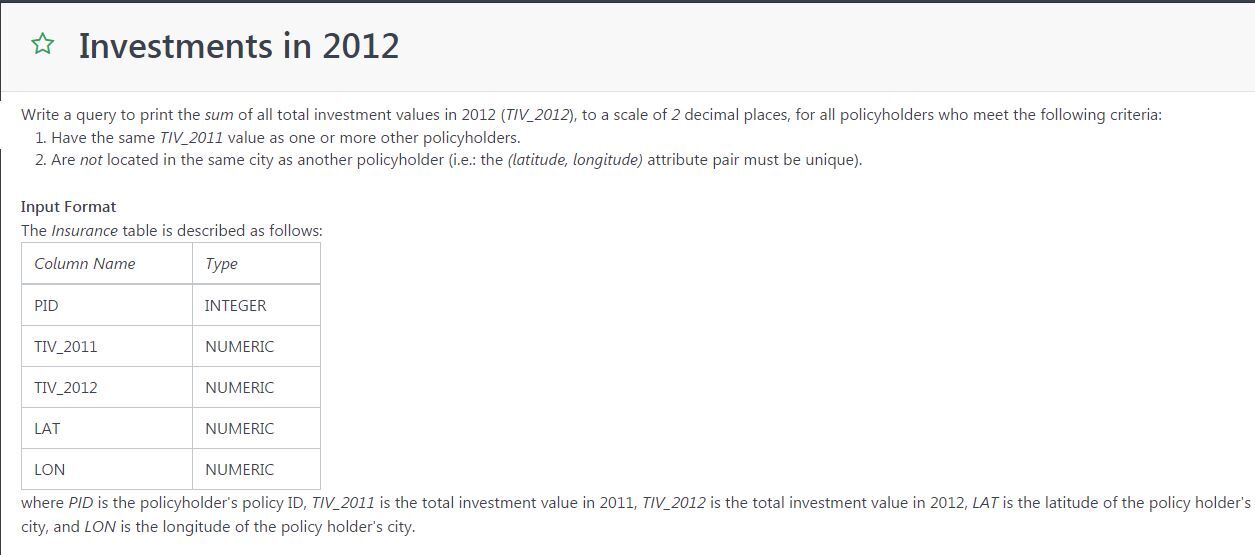 Investments in 2012
Write a query to print the sum of all total investment values in 2012 (TIV_2012), to a scale of 2 decimal places, for all policyholders who meet the following criteria:
1. Have the same TIV_2011 value as one or more other policyholders.
2. Are not located in the same city as another policyholder (i.e.: the (latitude, longitude) attribute pair must be unique).
Input Format
The Insurance table is described as follows:
Column Name Type
PID INTEGER
TIV_2011 NUMERIC
TIV_2012 NUMERIC
LAT NUMERIC
LON NUMERIC
where PID is the policyholder's policy ID, TIV_2011 is the total investment value in 2011, TIV_2012 is the total investment value in 2012, LAT is the latitude of the policy holder's
city, and LON is the longitude of the policy holder's city.